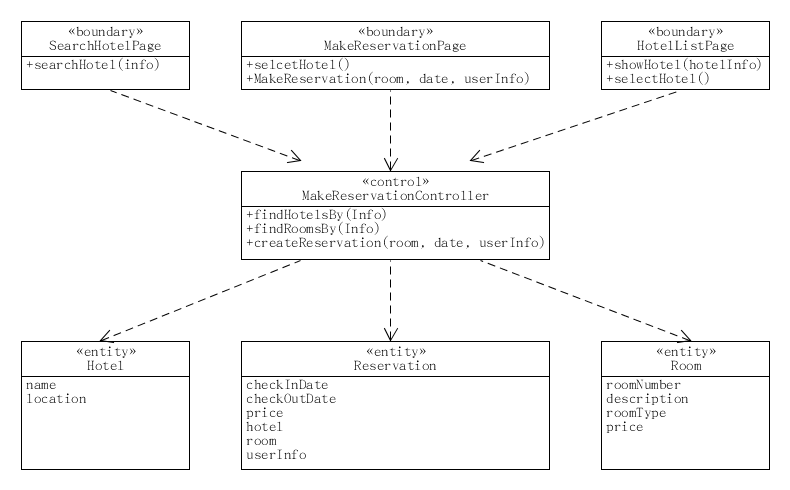 «boundary»
SearchHotelPage
+searchHotel(info)
«boundary»
MakeReservationPage
+selcetHotel()
+MakeReservation(room, date, userInfo)
«boundary»
HotelListPage
+showHotel(hotelInfo)
+selectHotel()
«control»
MakeReservationController
+findHotelsBy(Info)
+findRoomsBy(Info)
+createReservation(room, date, userInfo)
«entity»
Hotel
name
location
«entity»
Reservation
checkInDate
checkOutDate
price
hotel
room
userInfo
«entity»
Room
roomNumber
description
roomType
price